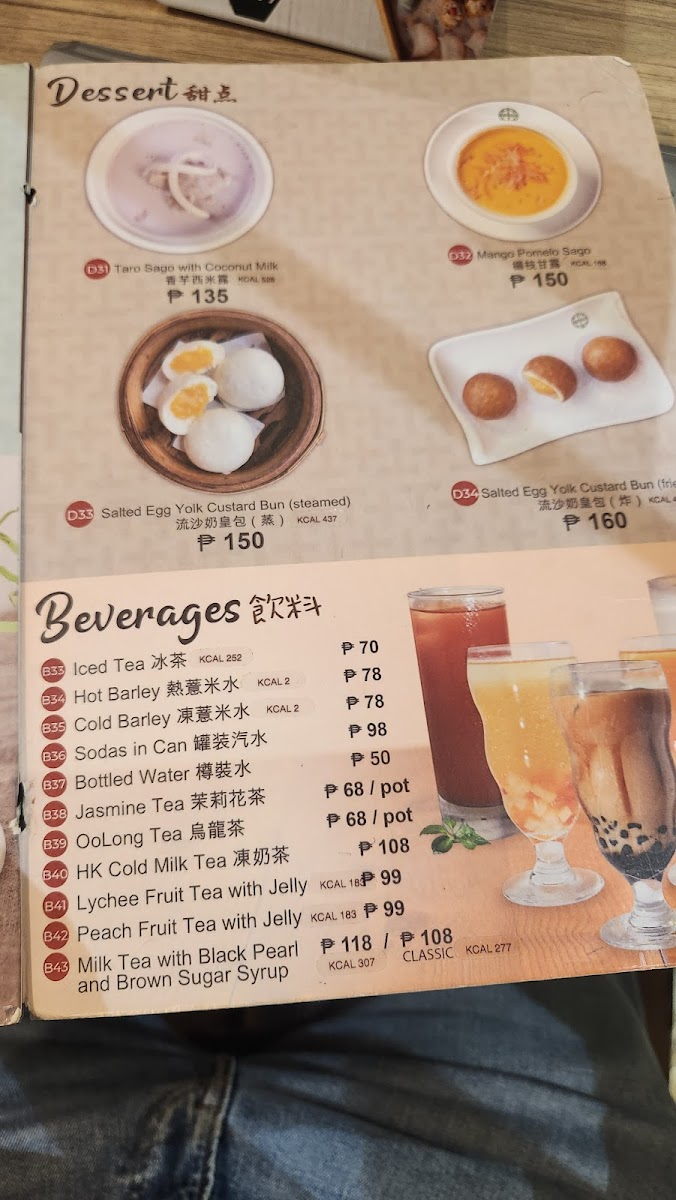 Dessert 甜点
D31 Taro Sago with Coconut Milk
香芋西米露 KCAL 526
₱ 135
D32 Mango Pomelo Sago
楊枝甘露 KCAL 168
₱ 150
D33 Salted Egg Yolk Custard Bun (steamed)
流沙奶皇包（蒸） KCAL 437
₱ 150
D34 Salted Egg Yolk Custard Bun (frie
流沙奶皇包（炸） KCAL 4
₱ 160
Beverages 飲料
B33 Iced Tea 冰茶 KCAL 252 ₱ 70
B34 Hot Barley 熱薏米水 KCAL 2 ₱ 78
B35 Cold Barley 凍薏米水 KCAL 2 ₱ 78
B36 Sodas in Can 罐装汽水 ₱ 98
B37 Bottled Water 樽裝水 ₱ 50
B38 Jasmine Tea 茉莉花茶 ₱ 68 / pot
B39 OoLong Tea 烏龍茶 ₱ 68 / pot
B40 HK Cold Milk Tea 凍奶茶 ₱ 108
B41 Lychee Fruit Tea with Jelly KCAL 183 ₱ 99
B42 Peach Fruit Tea with Jelly KCAL 183 ₱ 99
B43 Milk Tea with Black Pearl ₱ 118 / ₱ 108
and Brown Sugar Syrup KCAL 307 CLASSIC KCAL 277